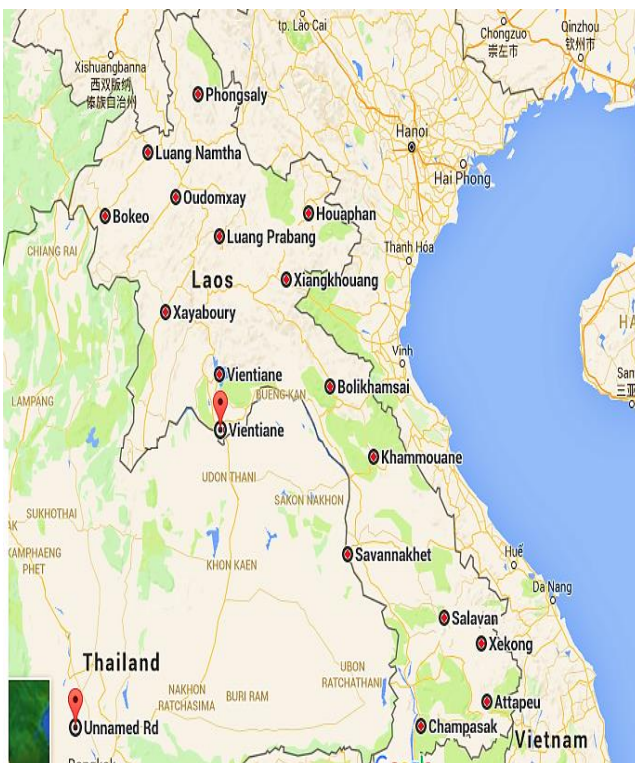 tp. Lào Cai
Chongzuo
崇左市
Qinzhou
钦州市
Xishuangbanna
西双版纳
傣族自治州
Phongsaly
Hanoi
Luang Namtha
Hai Phong
Oudomxay
Bokeo
Houaphan
Luang Prabang
CHIANG RAI
Thanh Hóa
Laos
Xiangkhouang
Xayaboury
Vinh
Vientiane
Bolikhamsai
BUENG KAN
LAMPANG
Vientiane
Khammouane
UDON THANI
SAKON NAKHON
SUKHOTHAI
KAMPHAENG
PHET
Savannakhet
Huế
KHON KAEN
Da Nang
Salavan
Xekong
Thailand
UBON
RATCHATHANI
NAKHON
RATCHASIMA
BURI RAM
Attapeu
Unnamed Rd
Champasak
Vietnam